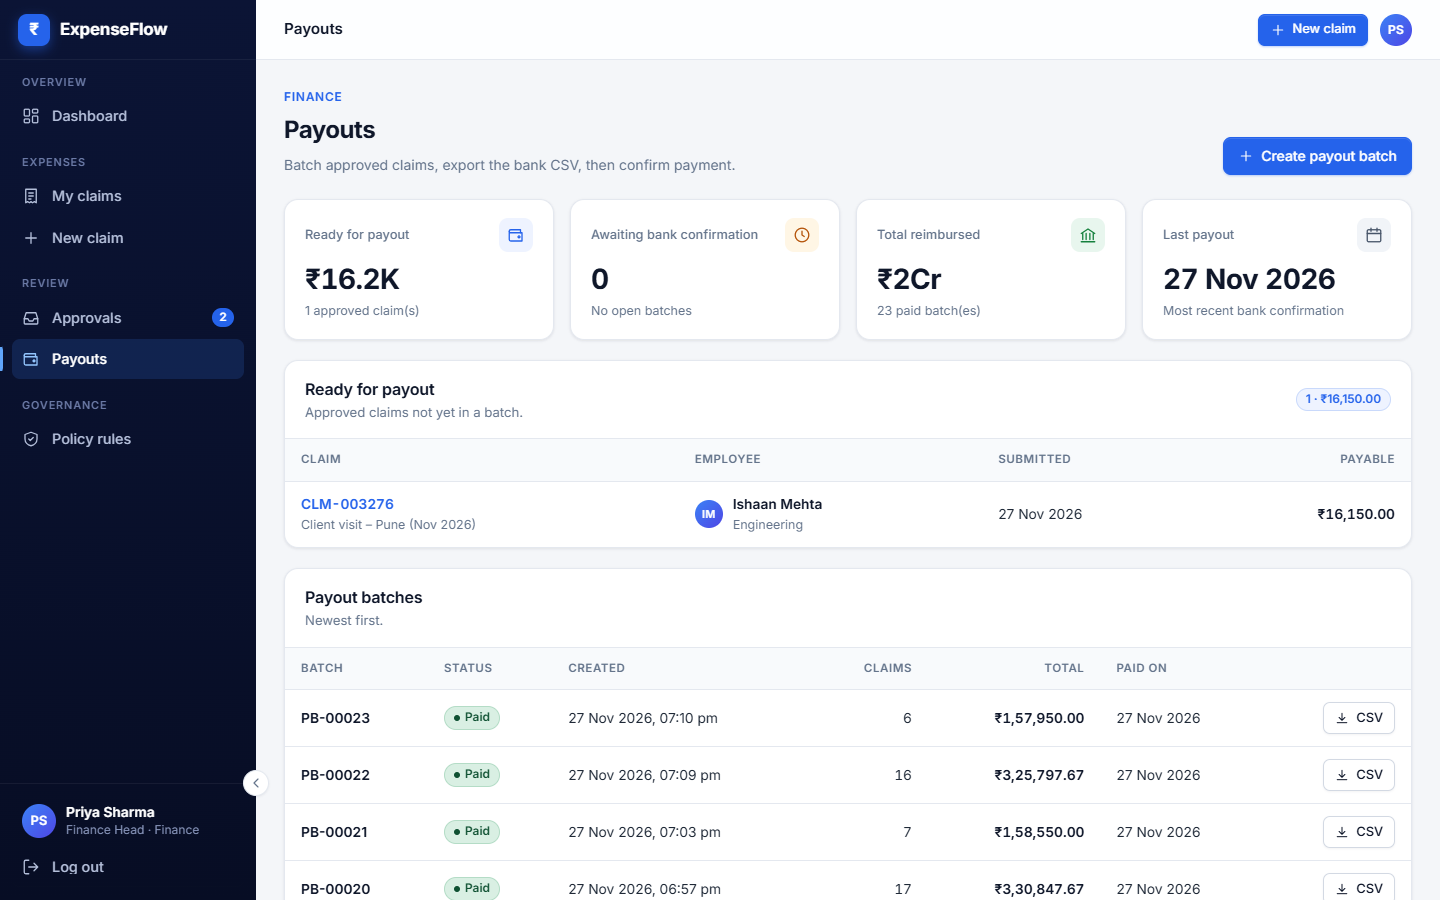 ₹ ExpenseFlow
OVERVIEW
Dashboard
EXPENSES
My claims
New claim
REVIEW
Approvals 2
Payouts
GOVERNANCE
Policy rules
PS Priya Sharma
Finance Head · Finance
Log out
Payouts
New claim
PS
FINANCE
Payouts
Batch approved claims, export the bank CSV, then confirm payment.
Create payout batch
Ready for payout
₹16.2K
1 approved claim(s)
Awaiting bank confirmation
0
No open batches
Total reimbursed
₹2Cr
23 paid batch(es)
Last payout
27 Nov 2026
Most recent bank confirmation
Ready for payout
Approved claims not yet in a batch.
1 · ₹16,150.00
CLAIM EMPLOYEE SUBMITTED PAYABLE
CLM-003276 IM Ishaan Mehta 27 Nov 2026 ₹16,150.00
Client visit – Pune (Nov 2026) Engineering
Payout batches
Newest first.
BATCH STATUS CREATED CLAIMS TOTAL PAID ON
PB-00023 Paid 27 Nov 2026, 07:10 pm 6 ₹1,57,950.00 27 Nov 2026 CSV
PB-00022 Paid 27 Nov 2026, 07:09 pm 16 ₹3,25,797.67 27 Nov 2026 CSV
PB-00021 Paid 27 Nov 2026, 07:03 pm 7 ₹1,58,550.00 27 Nov 2026 CSV
PB-00020 Paid 27 Nov 2026, 06:57 pm 17 ₹3,30,847.67 27 Nov 2026 CSV